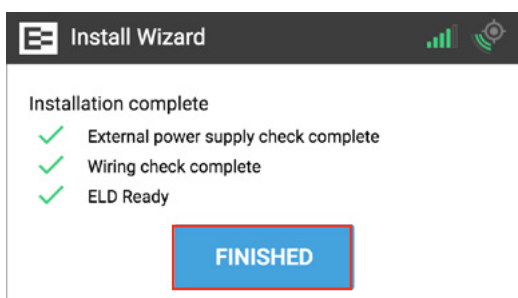 Install Wizard
Installation complete
External power supply check complete
Wiring check complete
ELD Ready
FINISHED